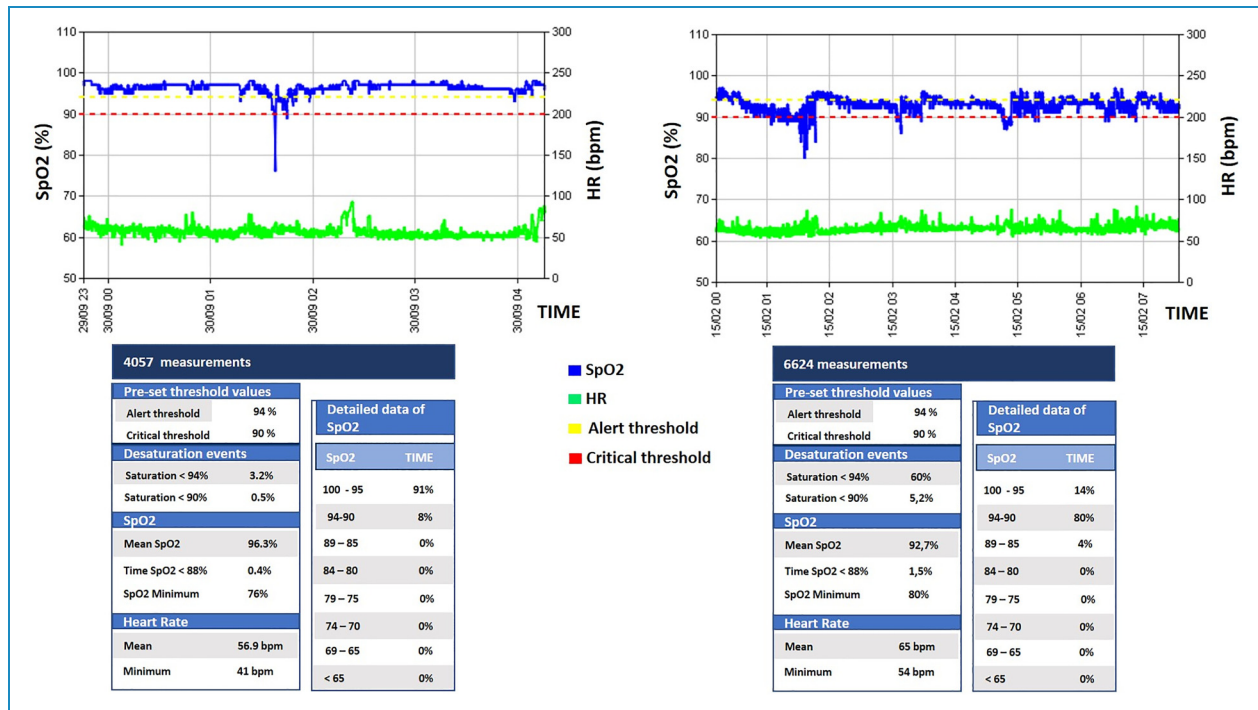 110
100
90
80
70
60
50
SpO2 (%)
300
250
200
150
100
50
0
HR (bpm)
29/09 23
30/09 00
30/09 01
30/09 02
30/09 03
30/09 04
TIME
110
100
90
80
70
60
50
SpO2 (%)
300
250
200
150
100
50
0
HR (bpm)
15/02 00
15/02 01
15/02 02
15/02 03
15/02 04
15/02 05
15/02 06
15/02 07
TIME
4057 measurements
Pre-set threshold values
Alert threshold 94 %
Critical threshold 90 %
Desaturation events
Saturation < 94% 3.2%
Saturation < 90% 0.5%
SpO2
Mean SpO2 96.3%
Time SpO2 < 88% 0.4%
SpO2 Minimum 76%
Heart Rate
Mean 56.9 bpm
Minimum 41 bpm
Detailed data of
SpO2
SpO2 TIME
100 - 95 91%
94-90 8%
89 – 85 0%
84 – 80 0%
79 – 75 0%
74 – 70 0%
69 – 65 0%
< 65 0%
SpO2
HR
Alert threshold
Critical threshold
6624 measurements
Pre-set threshold values
Alert threshold 94 %
Critical threshold 90 %
Desaturation events
Saturation < 94% 60%
Saturation < 90% 5,2%
SpO2
Mean SpO2 92,7%
Time SpO2 < 88% 1,5%
SpO2 Minimum 80%
Heart Rate
Mean 65 bpm
Minimum 54 bpm
Detailed data of
SpO2
SpO2 TIME
100 - 95 14%
94-90 80%
89 – 85 4%
84 – 80 0%
79 – 75 0%
74 – 70 0%
69 – 65 0%
< 65 0%